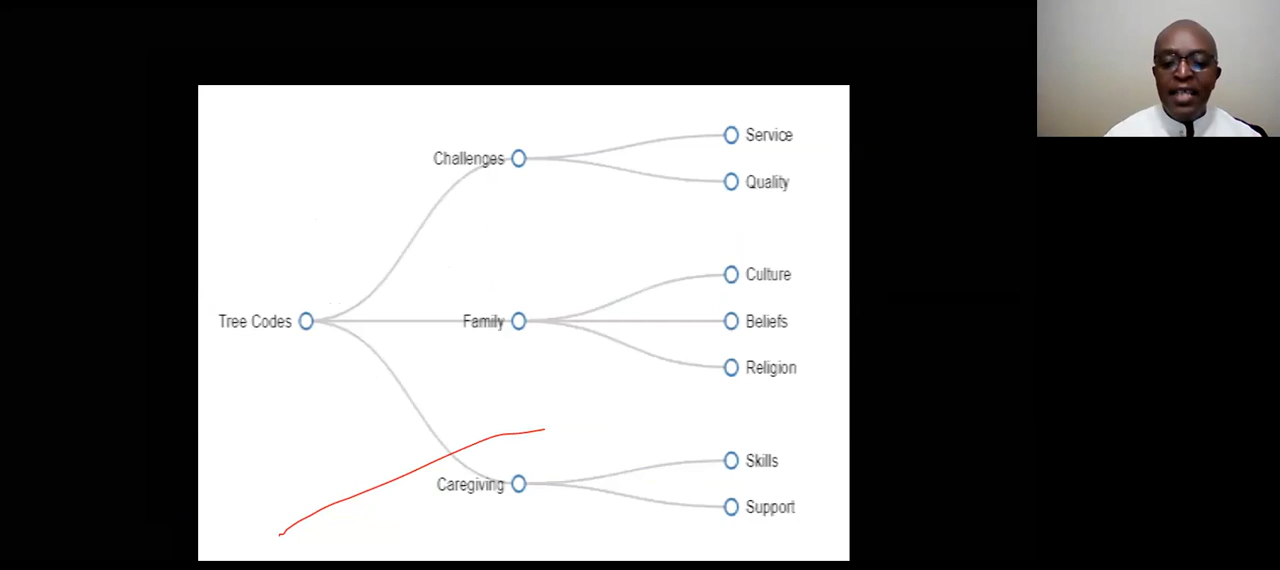 Tree Codes
Challenges
Service
Quality
Family
Culture
Beliefs
Religion
Caregiving
Skills
Support